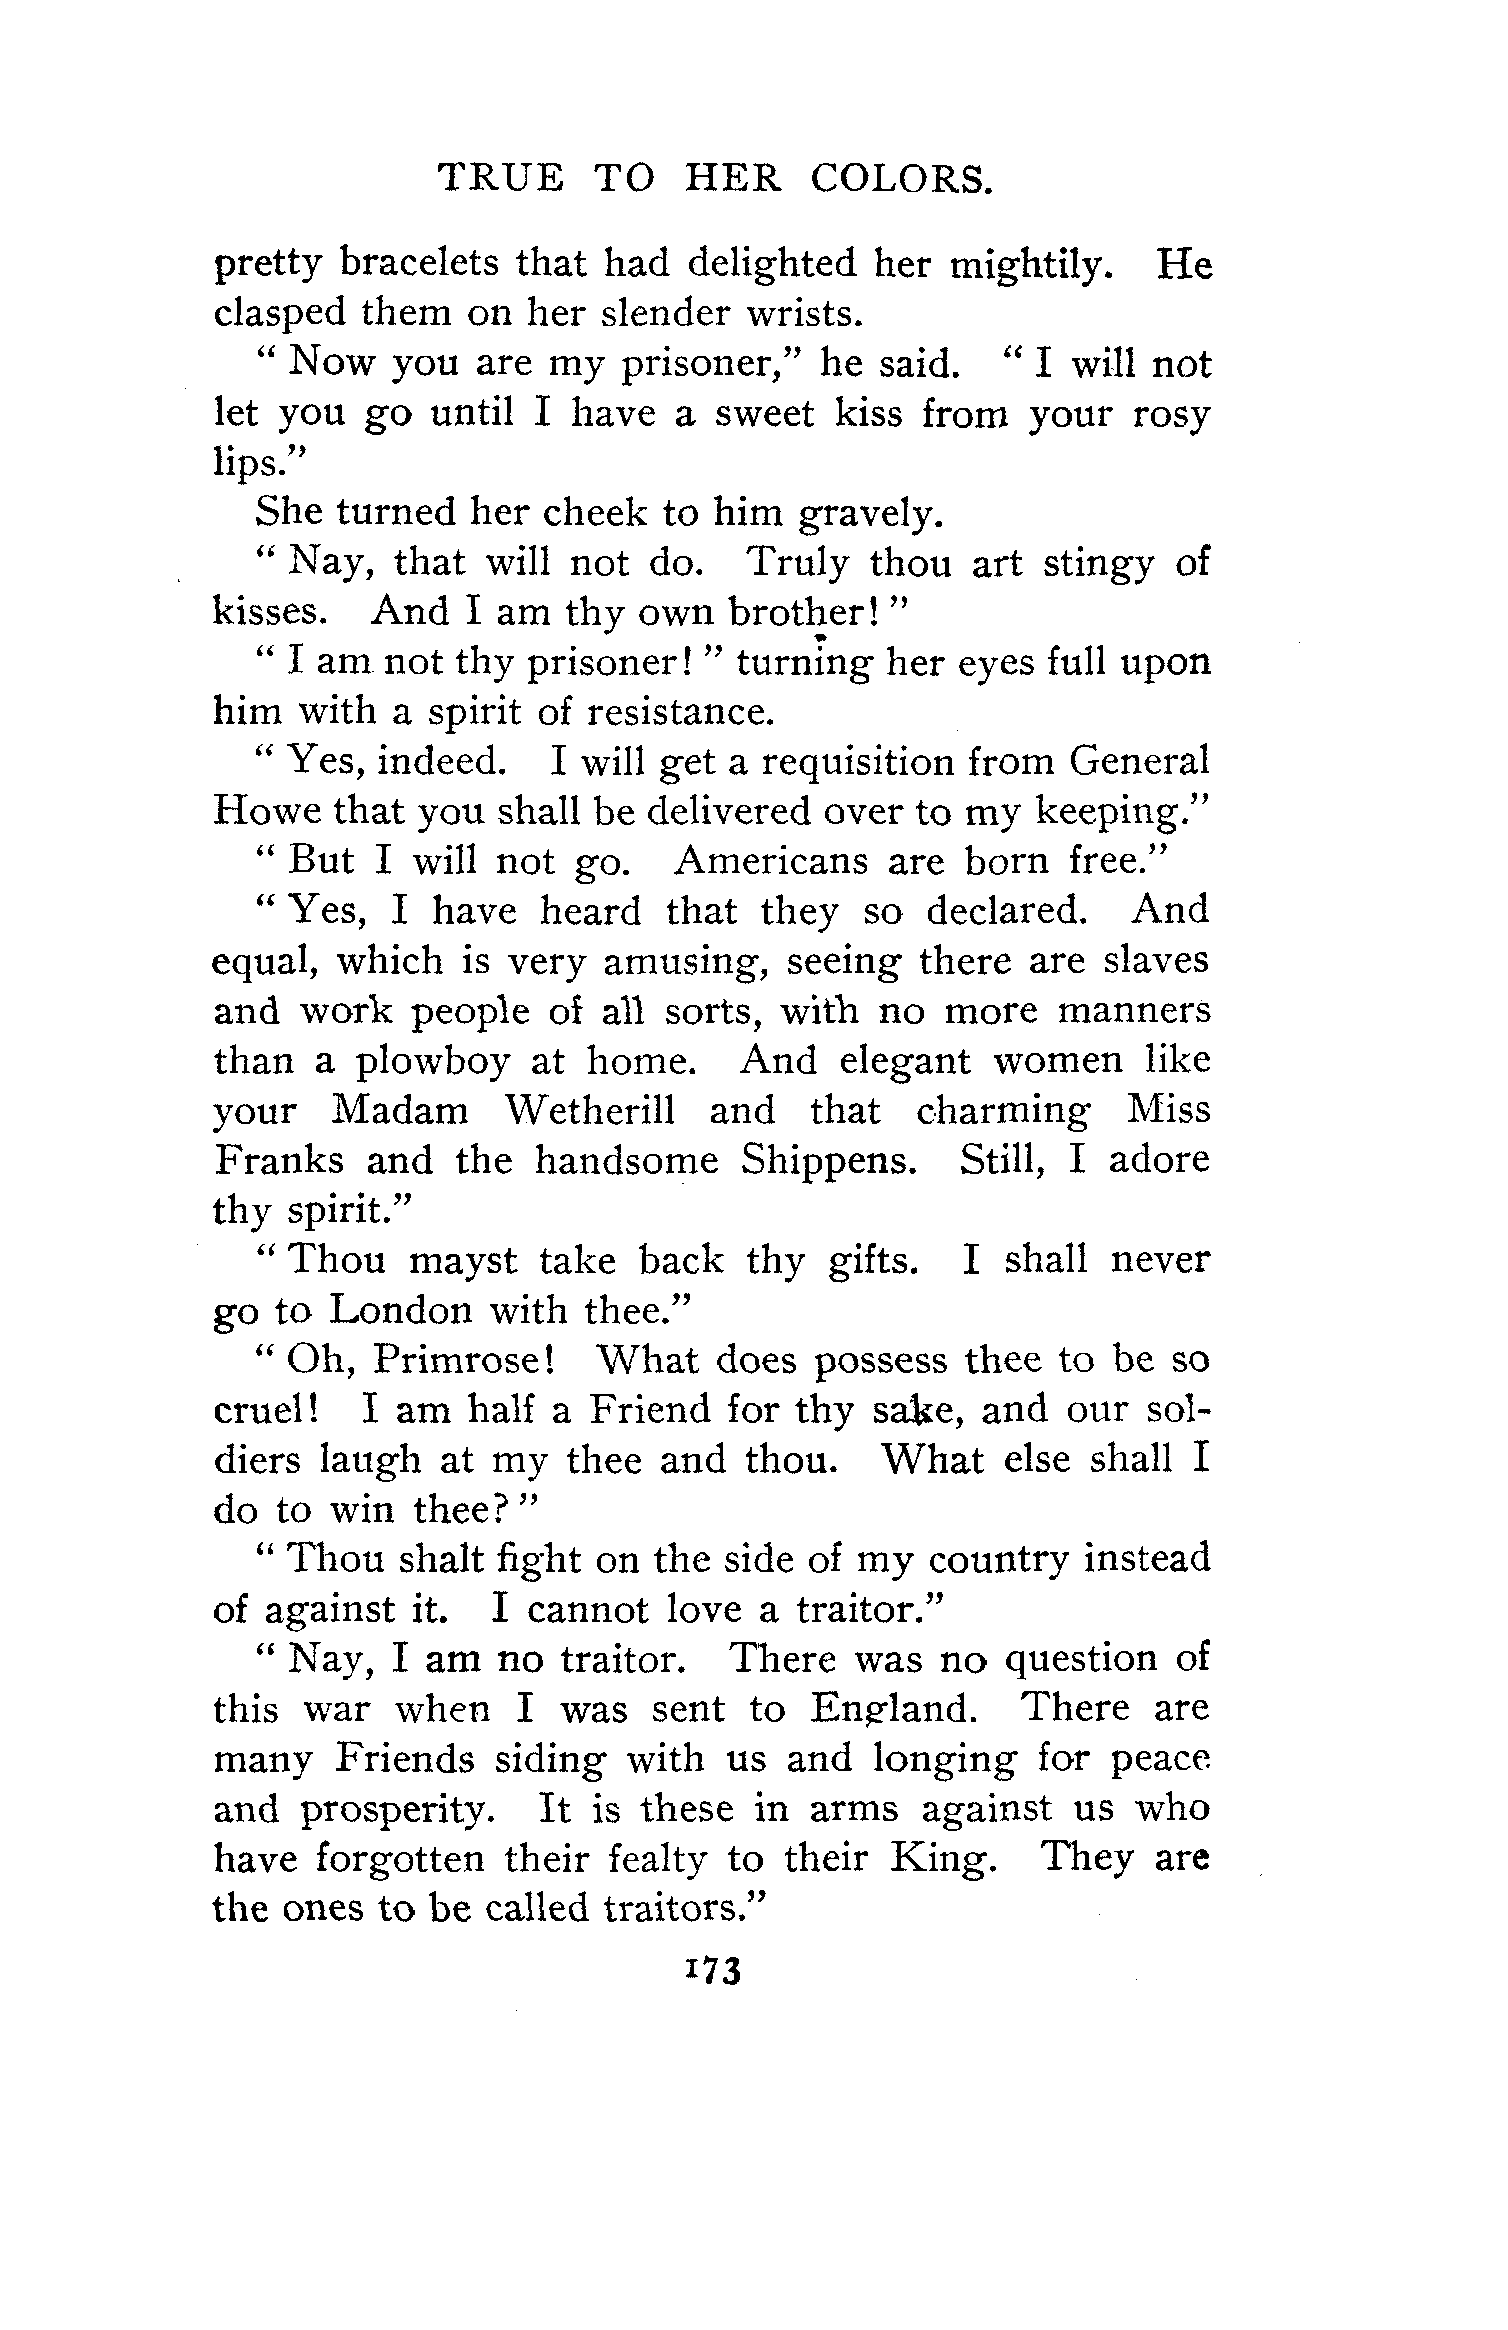 TRUE TO HER COLORS.
pretty bracelets that had delighted her mightily. He
clasped them on her slender wrists.
“ Now you are my prisoner,” he said. “ I will not
let you go until I have a sweet kiss from your rosy
lips.”
She turned her cheek to him gravely.
“ Nay, that will not do. Truly thou art stingy of
kisses. And I am thy own brother! ”
“ I am not thy prisoner! ” turning her eyes full upon
him with a spirit of resistance.
“ Yes, indeed. I will get a requisition from General
Howe that you shall be delivered over to my keeping.”
“ But I will not go. Americans are born free.”
“ Yes, I have heard that they so declared. And
equal, which is very amusing, seeing there are slaves
and work people of all sorts, with no more manners
than a plowboy at home. And elegant women like
your Madam Wetherill and that charming Miss
Franks and the handsome Shippens. Still, I adore
thy spirit.”
“ Thou mayst take back thy gifts. I shall never
go to London with thee.”
“ Oh, Primrose! What does possess thee to be so
cruel! I am half a Friend for thy sake, and our sol-
diers laugh at my thee and thou. What else shall I
do to win thee? ”
“ Thou shalt fight on the side of my country instead
of against it. I cannot love a traitor.”
“ Nay, I am no traitor. There was no question of
this war when I was sent to England. There are
many Friends siding with us and longing for peace
and prosperity. It is these in arms against us who
have forgotten their fealty to their King. They are
the ones to be called traitors.”
173